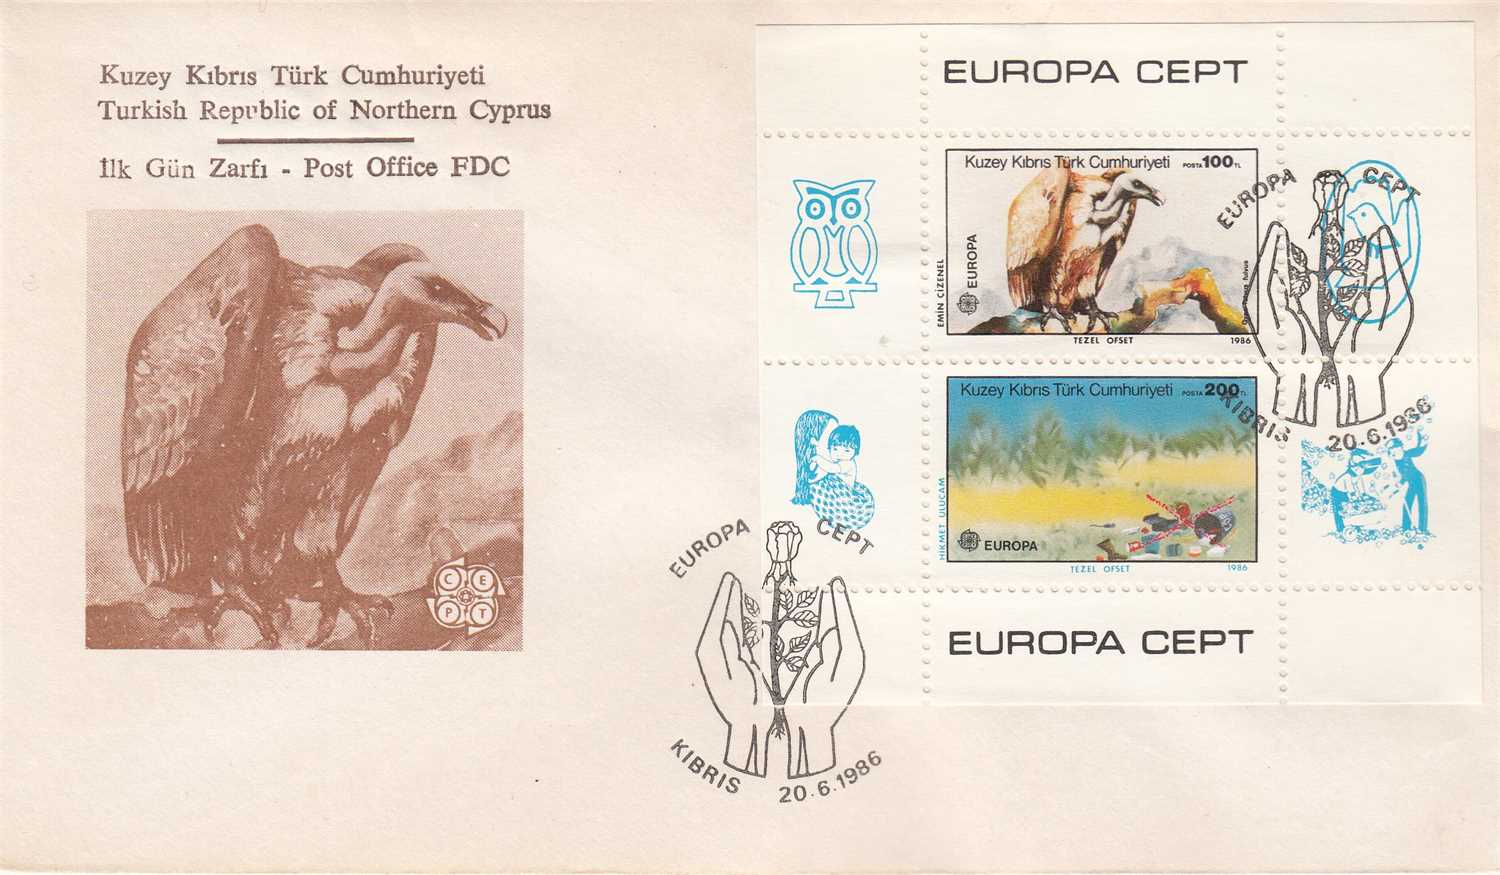 Kuzey Kıbrıs Türk Cumhuriyeti
Turkish Republic of Northern Cyprus
İlk Gün Zarfı - Post Office FDC
CEPT
EUROPA CEPT
Kuzey Kıbrıs Türk Cumhuriyeti POSTA 100 TL
EMİN ÇİZENEL
EUROPA
TEZEL OFSET 1986
Kuzey Kıbrıs Türk Cumhuriyeti POSTA 200 TL
HİKMET ULUÇAM
EUROPA
TEZEL OFSET 1986
EUROPA CEPT
EUROPA CEPT
KIBRIS 20.6.1986
EUROPA CEPT
KIBRIS 20.6.1986